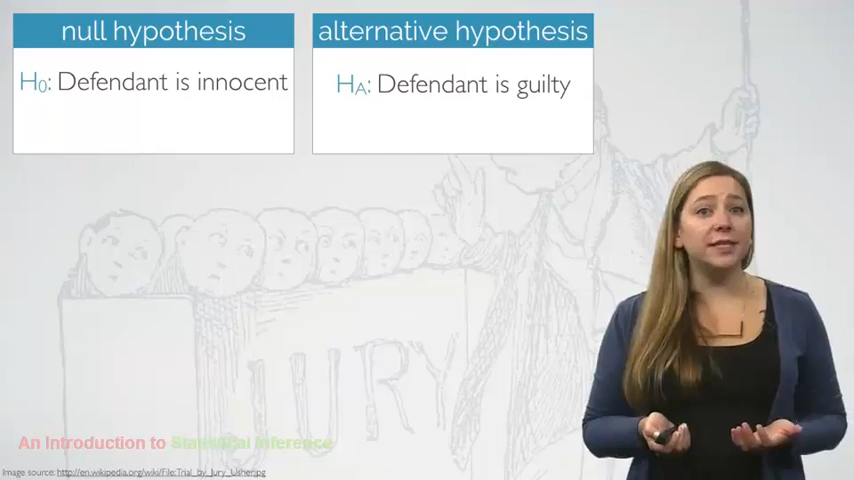 null hypothesis
alternative hypothesis
H0: Defendant is innocent
HA: Defendant is guilty
JURY
An Introduction to Statistical Inference
Image source: http://en.wikipedia.org/wiki/File:Trial_by_Jury_Usher.jpg